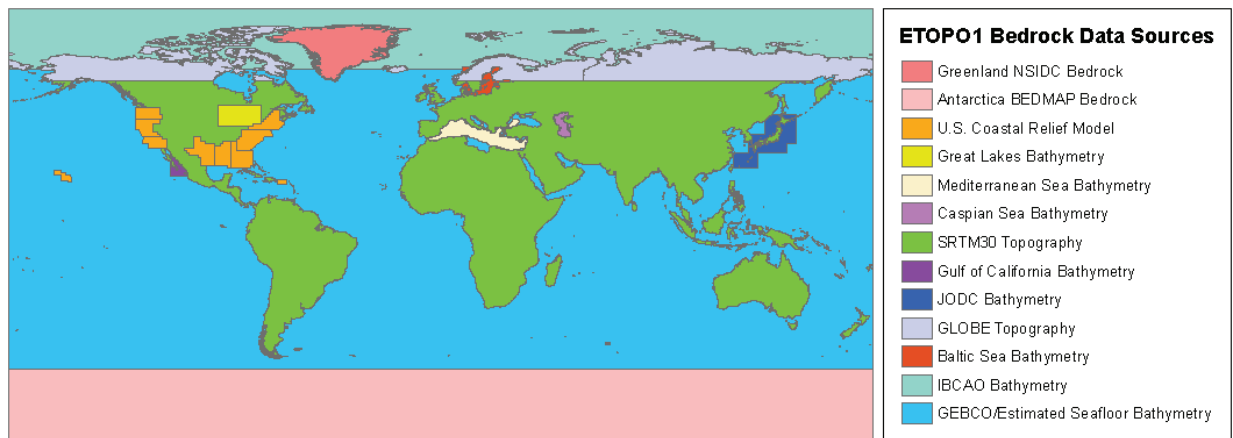 ETOPO1 Bedrock Data Sources
Greenland NSIDC Bedrock
Antarctica BEDMAP Bedrock
U.S. Coastal Relief Model
Great Lakes Bathymetry
Mediterranean Sea Bathymetry
Caspian Sea Bathymetry
SRTM30 Topography
Gulf of California Bathymetry
JODC Bathymetry
GLOBE Topography
Baltic Sea Bathymetry
IBCAO Bathymetry
GEBCO/Estimated Seafloor Bathymetry